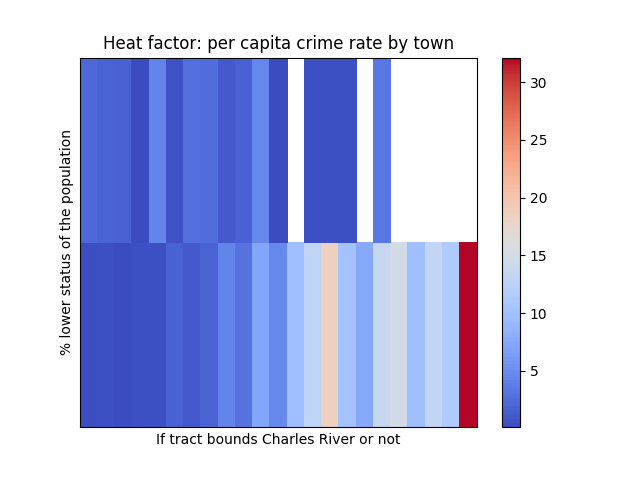 Heat factor: per capita crime rate by town
% lower status of the population
If tract bounds Charles River or not
30
25
20
15
10
5